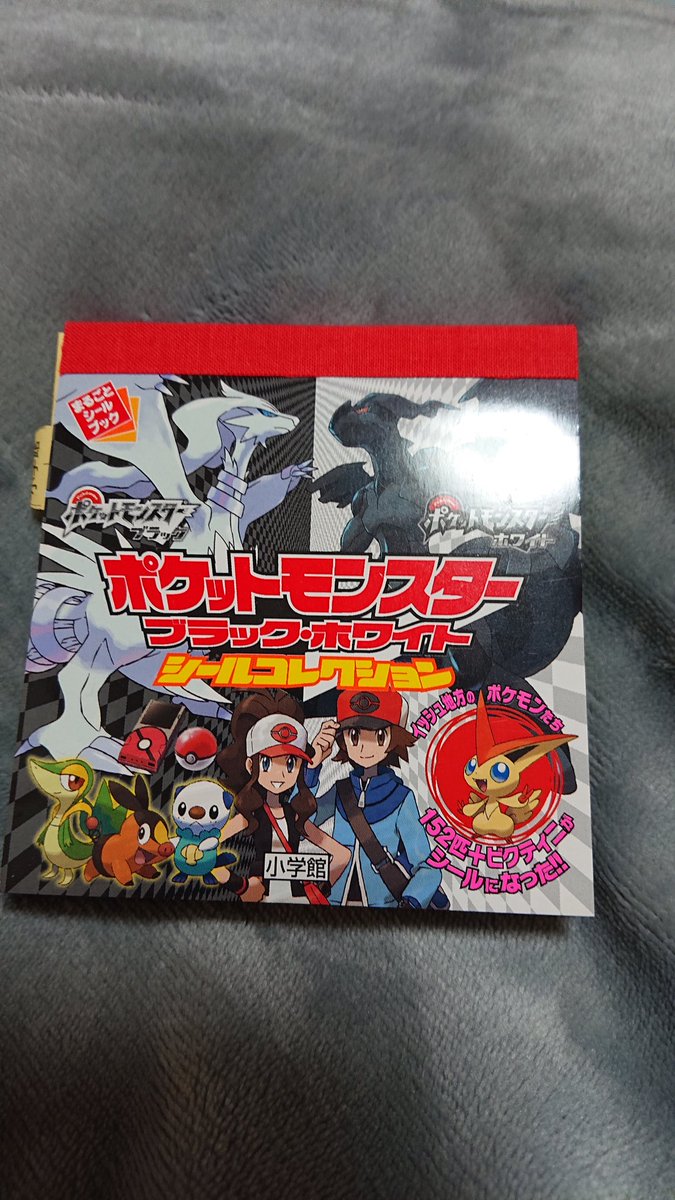 まるごと
シール
ブック
ポケットモンスター
ブラック
ポケットモンスター
ホワイト
ポケットモンスター
ブラック・ホワイト
シールコレクション
イッシュ地方のポケモンたち
152匹+ビクティニが
シールになった!!
小学館